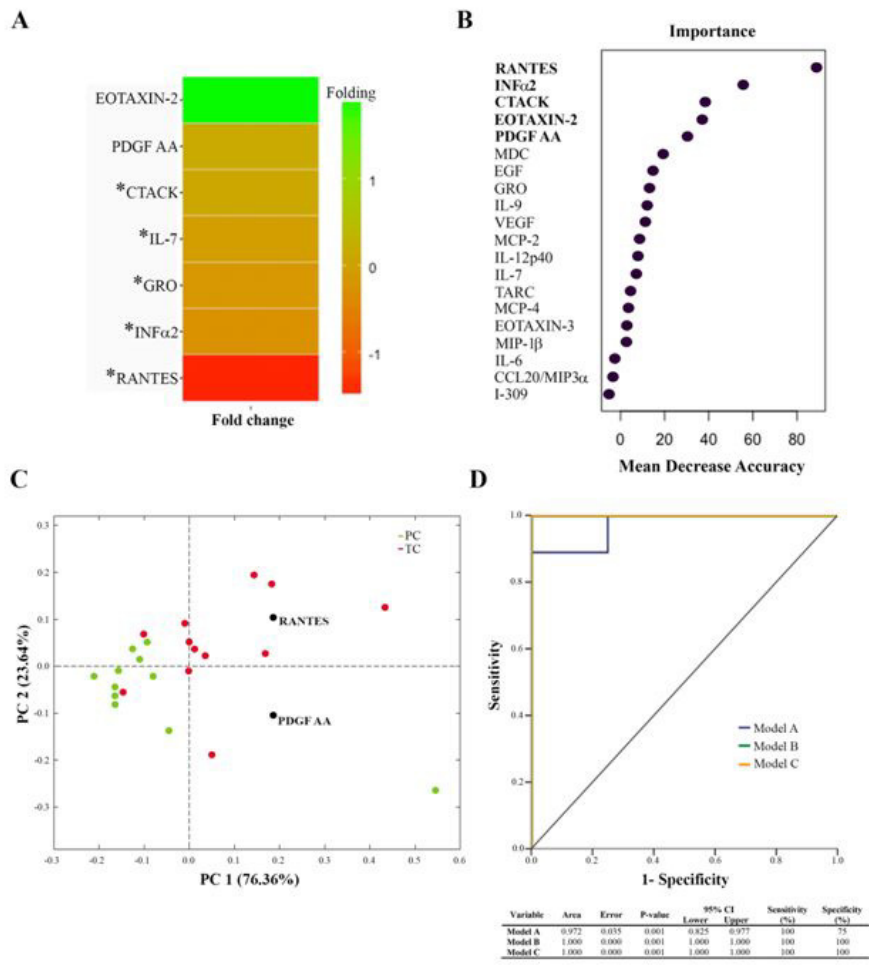 A
EOTAXIN-2
PDGF AA
*CTACK
*IL-7
*GRO
*INFα2
*RANTES
Folding
1
0
-1
Fold change
B
Importance
RANTES
INFα2
CTACK
EOTAXIN-2
PDGF AA
MDC
EGF
GRO
IL-9
VEGF
MCP-2
IL-12p40
IL-7
TARC
MCP-4
EOTAXIN-3
MIP-1β
IL-6
CCL20/MIP3α
I-309
0 20 40 60 80
Mean Decrease Accuracy
C
PC 2 (23.64%)
0.3
0.2
0.1
0.0
-0.1
-0.2
-0.3
PC
TC
RANTES
PDGF AA
-0.3 -0.2 -0.1 0.0 0.1 0.2 0.3 0.4 0.5 0.6
PC 1 (76.36%)
D
Sensitivity
1.0
0.8
0.6
0.4
0.2
0.0
Model A
Model B
Model C
0.0 0.2 0.4 0.6 0.8 1.0
1- Specificity
Variable Area Error P-value 95% CI Lower Upper Sensitivity (%) Specificity (%)
Model A 0.972 0.035 0.001 0.825 0.977 100 75
Model B 1.000 0.000 0.001 1.000 1.000 100 100
Model C 1.000 0.000 0.001 1.000 1.000 100 100